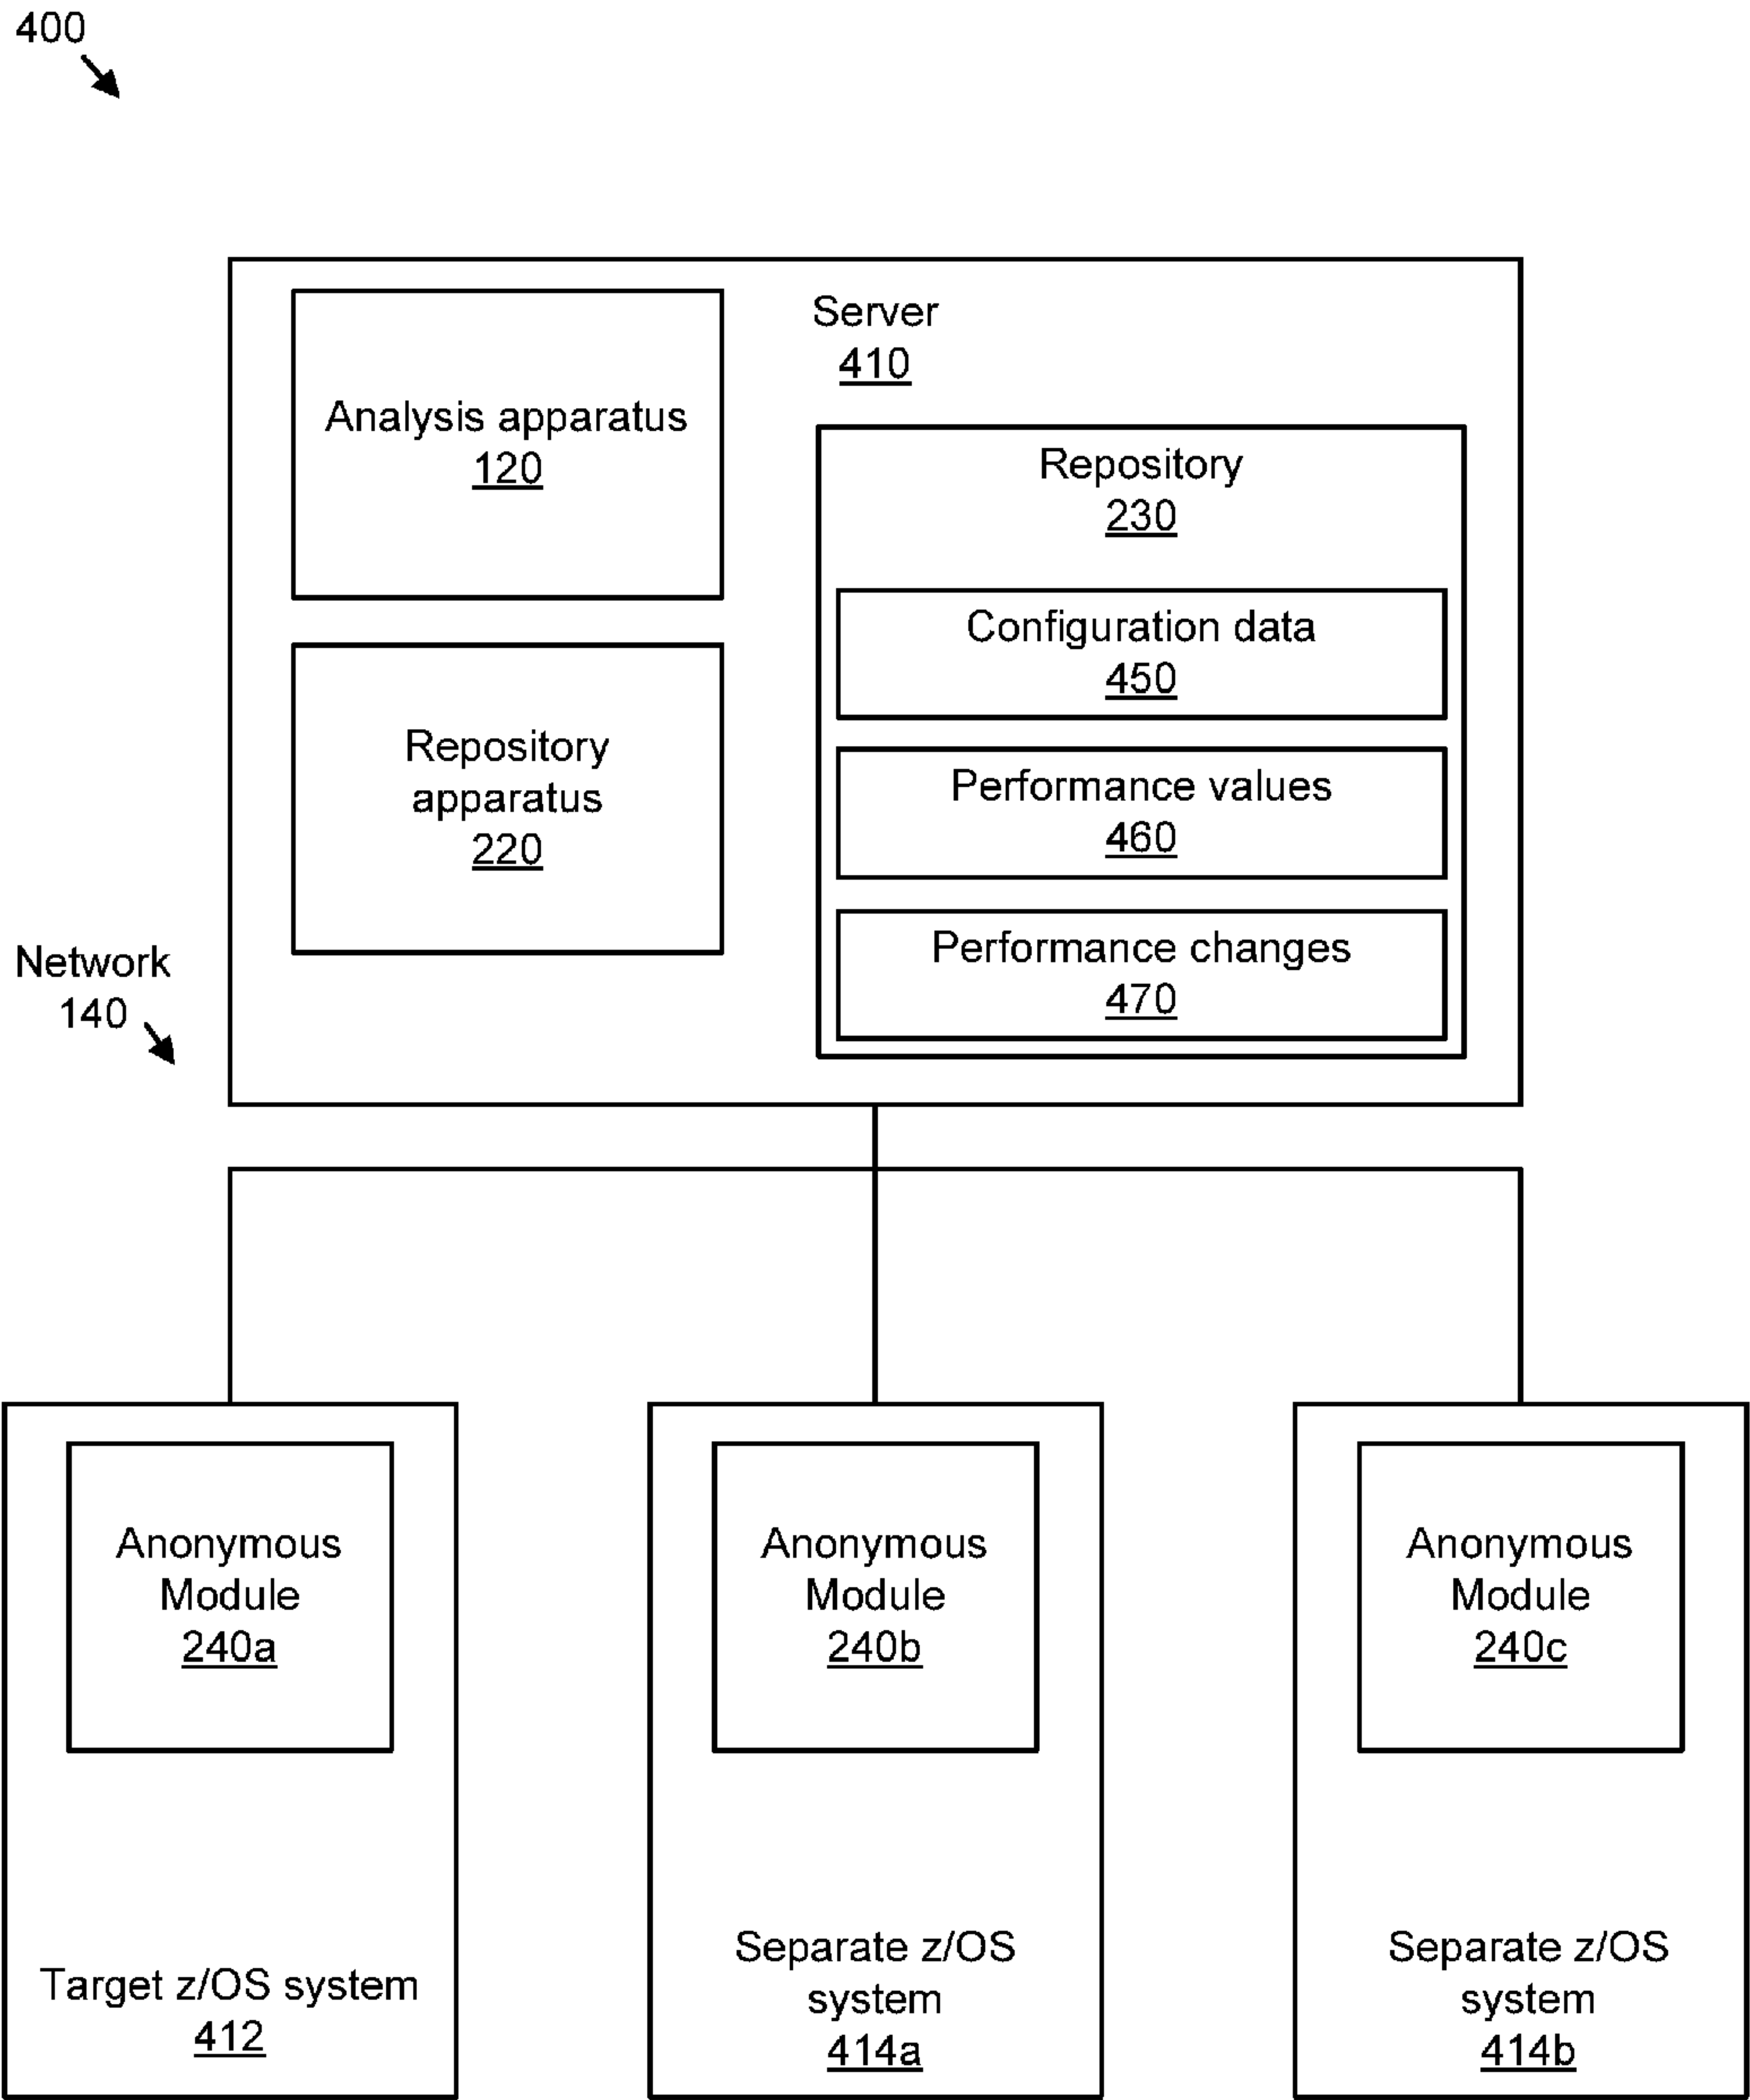 400
Server
410
Analysis apparatus
120
Repository
230
Configuration data
450
Repository
apparatus
220
Performance values
460
Performance changes
470
Network
140
Anonymous
Module
240a
Anonymous
Module
240b
Anonymous
Module
240c
Target z/OS system
412
Separate z/OS
system
414a
Separate z/OS
system
414b